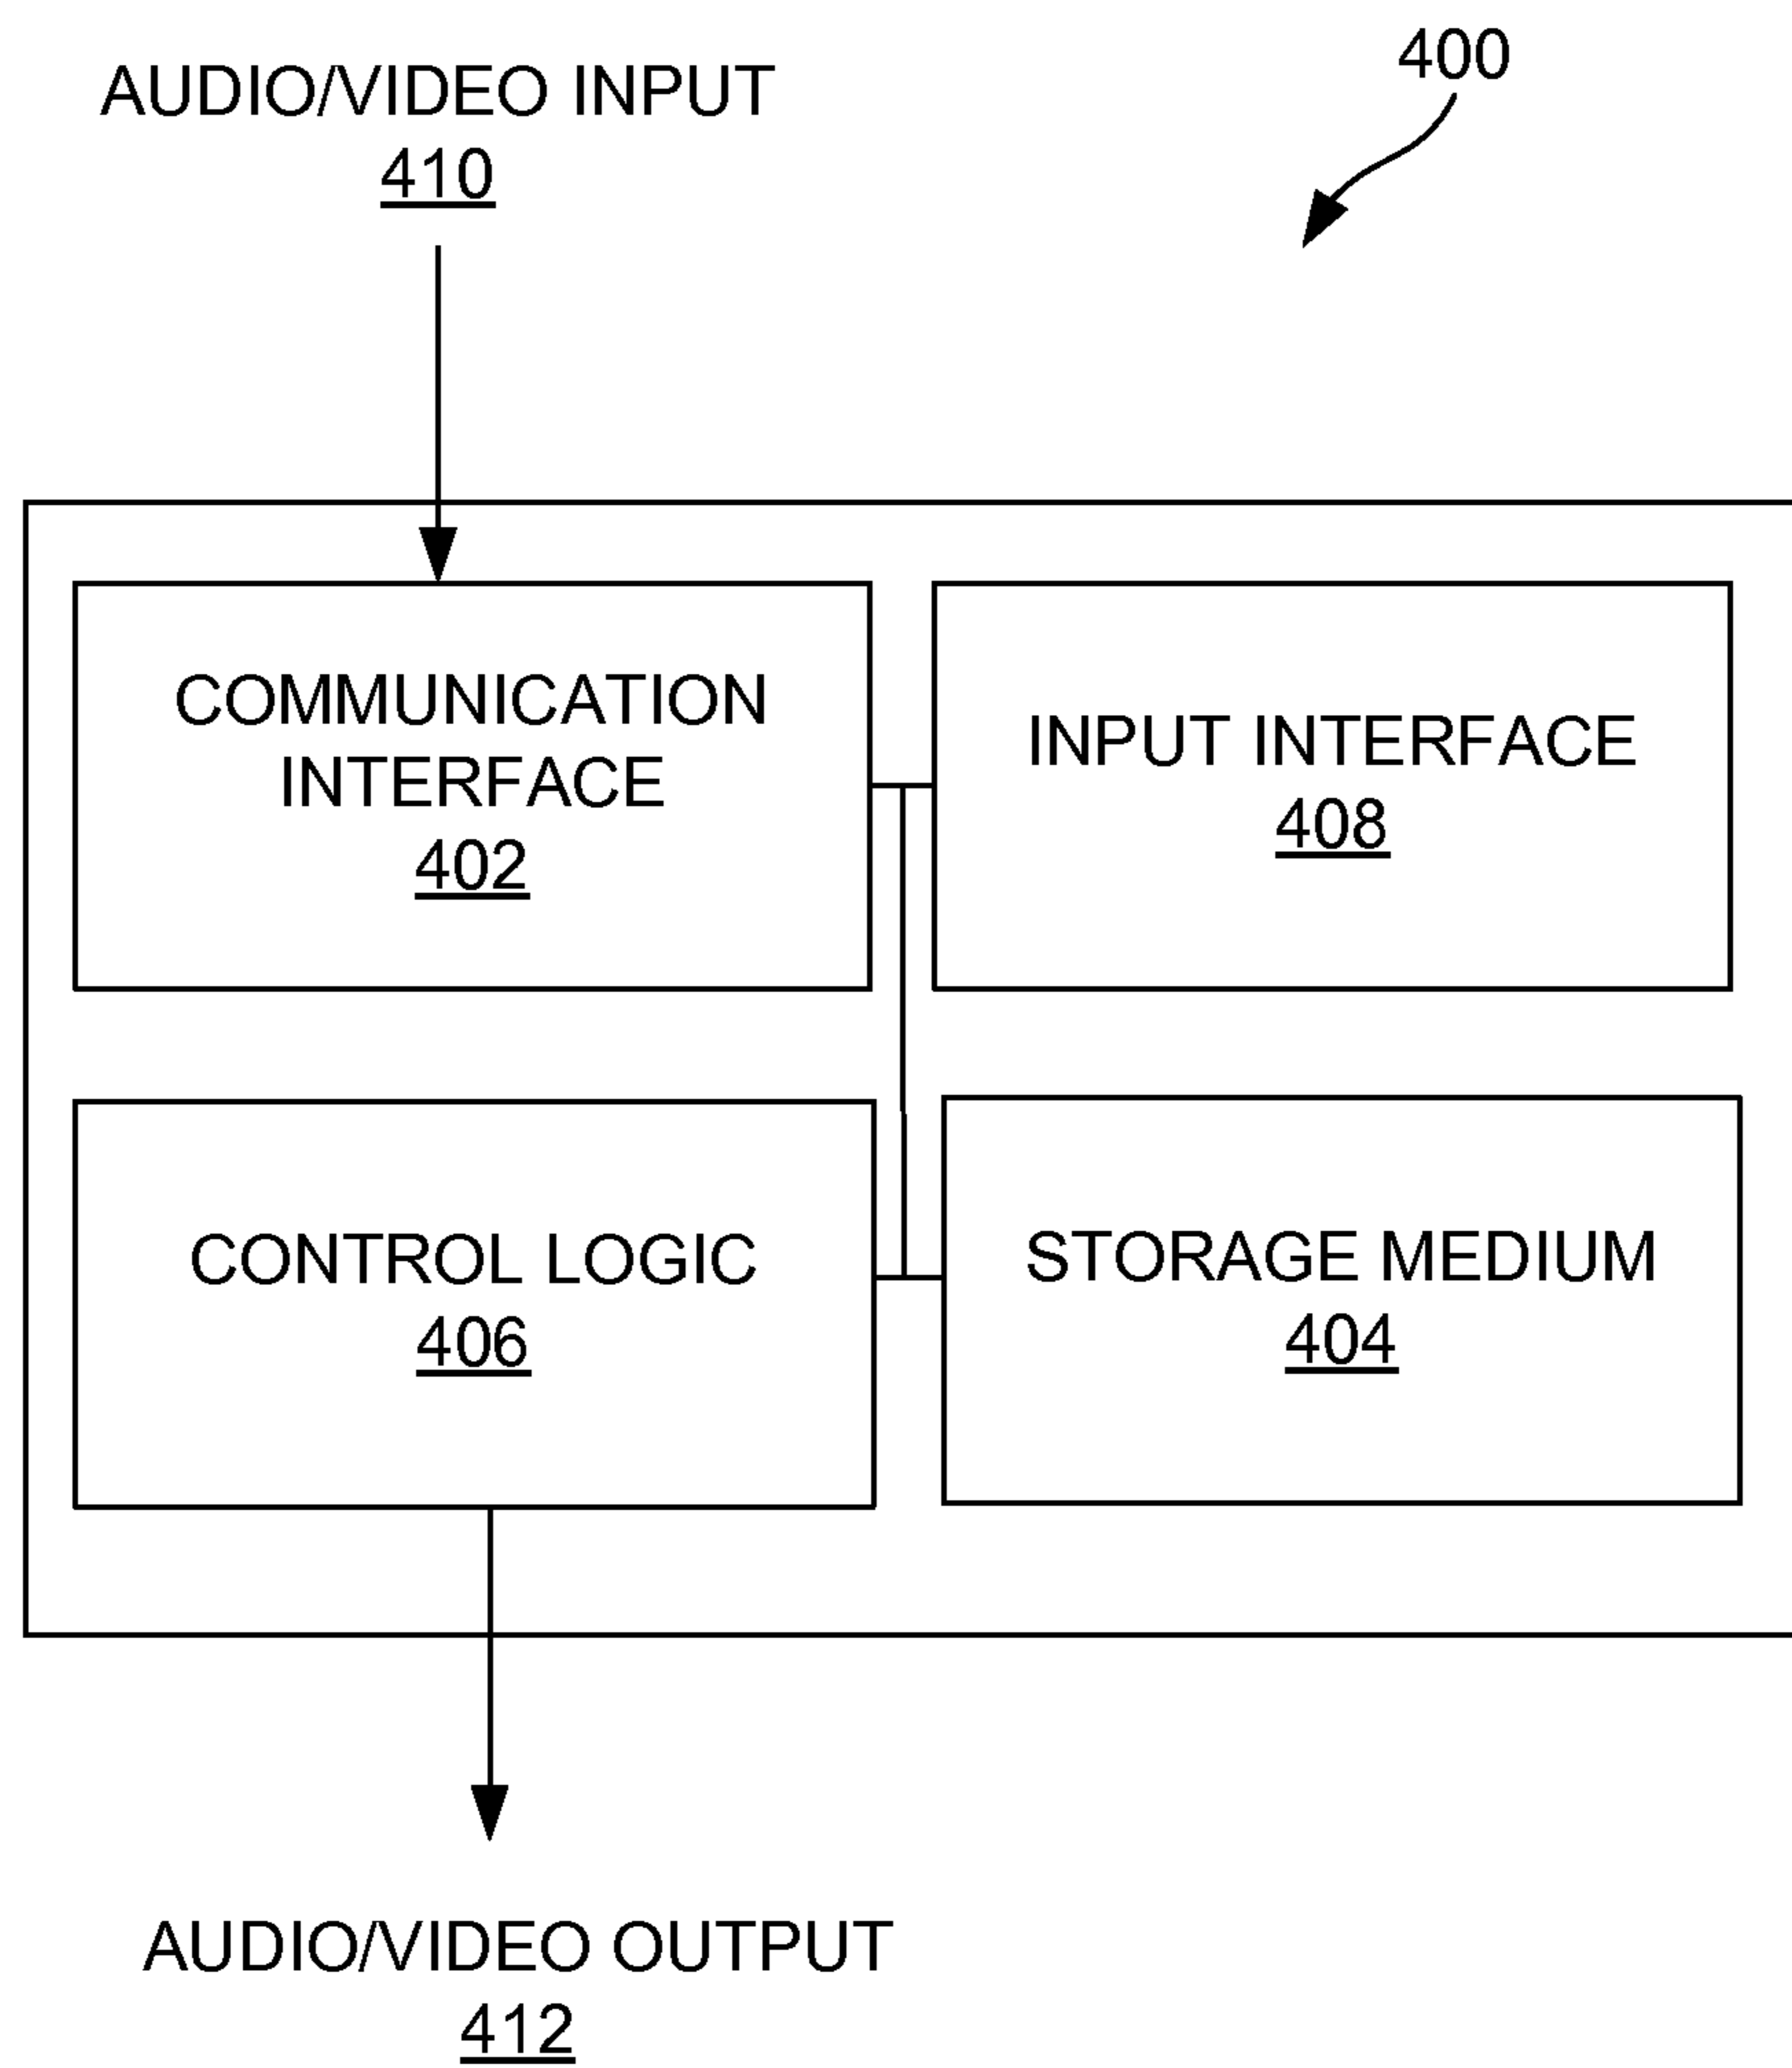 AUDIO/VIDEO INPUT
410
400
COMMUNICATION
INTERFACE
402
INPUT INTERFACE
408
CONTROL LOGIC
406
STORAGE MEDIUM
404
AUDIO/VIDEO OUTPUT
412